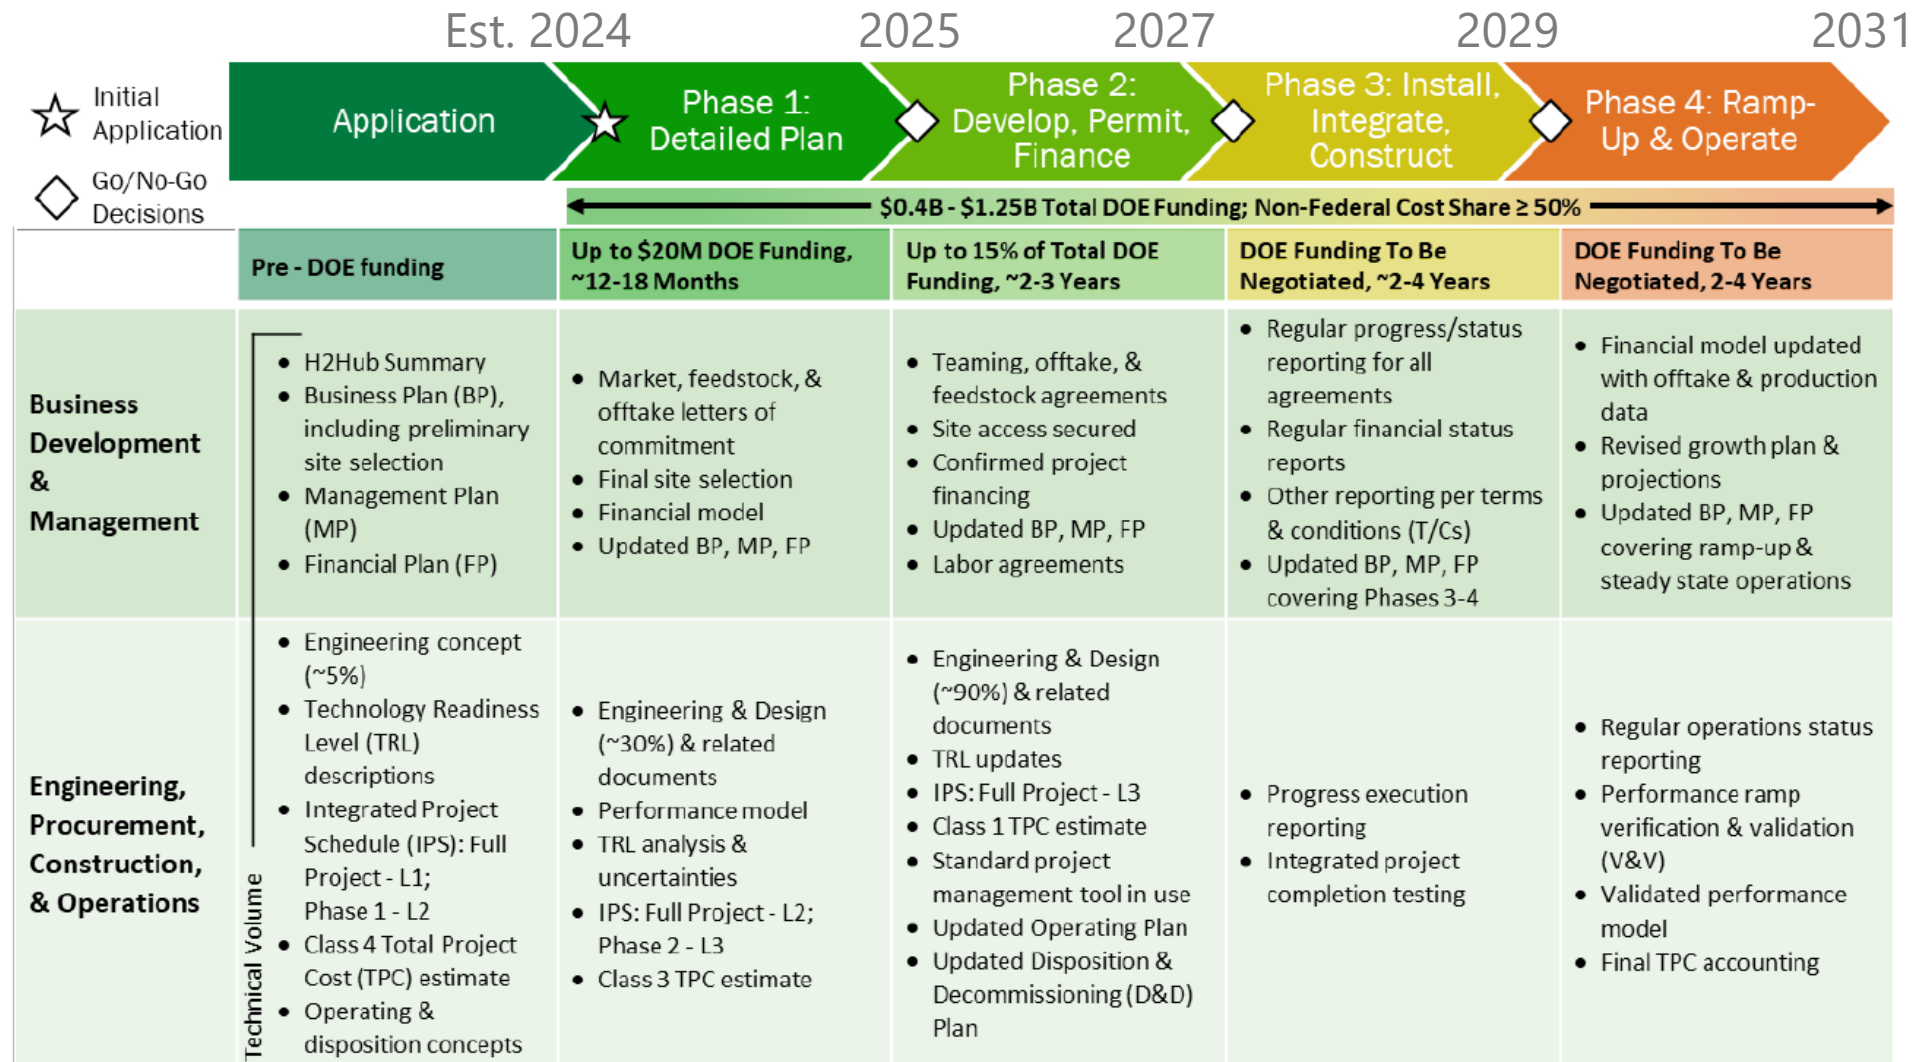 Est. 2024
2025
2027
2029
2031
Initial
Application
Go/No-Go
Decisions
Application
Phase 1:
Detailed Plan
Phase 2:
Develop, Permit,
Finance
Phase 3: Install,
Integrate,
Construct
Phase 4: Ramp-
Up & Operate
$0.4B - $1.25B Total DOE Funding; Non-Federal Cost Share ≥ 50%
Pre - DOE funding
Up to $20M DOE Funding,
~12-18 Months
Up to 15% of Total DOE
Funding, ~2-3 Years
DOE Funding To Be
Negotiated, ~2-4 Years
DOE Funding To Be
Negotiated, 2-4 Years
Business
Development
&
Management
• H2Hub Summary
• Business Plan (BP),
including preliminary
site selection
• Management Plan
(MP)
• Financial Plan (FP)
• Market, feedstock, &
offtake letters of
commitment
• Final site selection
• Financial model
• Updated BP, MP, FP
• Teaming, offtake, &
feedstock agreements
• Site access secured
• Confirmed project
financing
• Updated BP, MP, FP
• Labor agreements
• Regular progress/status
reporting for all
agreements
• Regular financial status
reports
• Other reporting per terms
& conditions (T/Cs)
• Updated BP, MP, FP
covering Phases 3-4
• Financial model updated
with offtake & production
data
• Revised growth plan &
projections
• Updated BP, MP, FP
covering ramp-up &
steady state operations
Engineering,
Procurement,
Construction,
& Operations
Technical Volume
• Engineering concept
(~5%)
• Technology Readiness
Level (TRL)
descriptions
• Integrated Project
Schedule (IPS): Full
Project - L1;
Phase 1 - L2
• Class 4 Total Project
Cost (TPC) estimate
• Operating &
disposition concepts
• Engineering & Design
(~30%) & related
documents
• Performance model
• TRL analysis &
uncertainties
• IPS: Full Project - L2;
Phase 2 - L3
• Class 3 TPC estimate
• Engineering & Design
(~90%) & related
documents
• TRL updates
• IPS: Full Project - L3
• Class 1 TPC estimate
• Standard project
management tool in use
• Updated Operating Plan
• Updated Disposition &
Decommissioning (D&D)
Plan
• Progress execution
reporting
• Integrated project
completion testing
• Regular operations status
reporting
• Performance ramp
verification & validation
(V&V)
• Validated performance
model
• Final TPC accounting